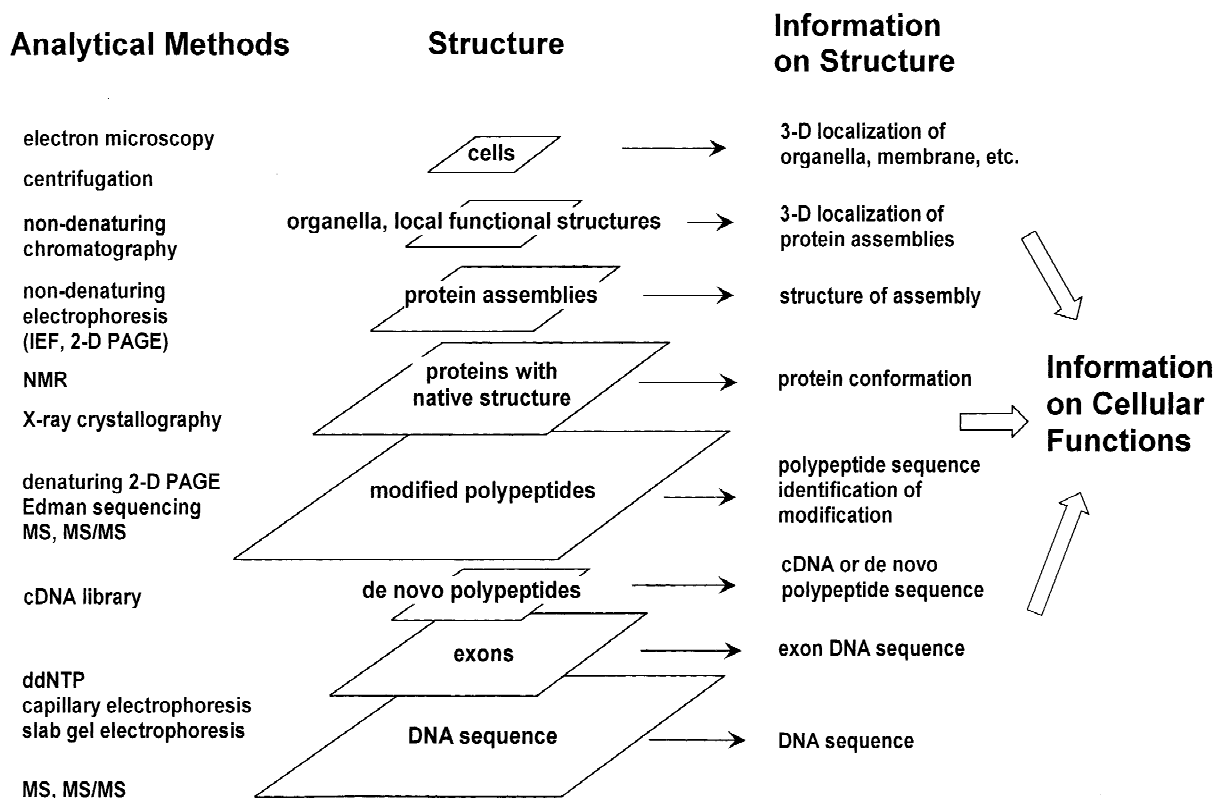 Analytical Methods
Structure
Information
on Structure
electron microscopy
centrifugation
non-denaturing
chromatography
non-denaturing
electrophoresis
(IEF, 2-D PAGE)
NMR
X-ray crystallography
denaturing 2-D PAGE
Edman sequencing
MS, MS/MS
cDNA library
ddNTP
capillary electrophoresis
slab gel electrophoresis
MS, MS/MS
cells
organella, local functional structures
protein assemblies
proteins with
native structure
modified polypeptides
de novo polypeptides
exons
DNA sequence
3-D localization of
organella, membrane, etc.
3-D localization of
protein assemblies
structure of assembly
protein conformation
polypeptide sequence
identification of
modification
cDNA or de novo
polypeptide sequence
exon DNA sequence
DNA sequence
Information
on Cellular
Functions